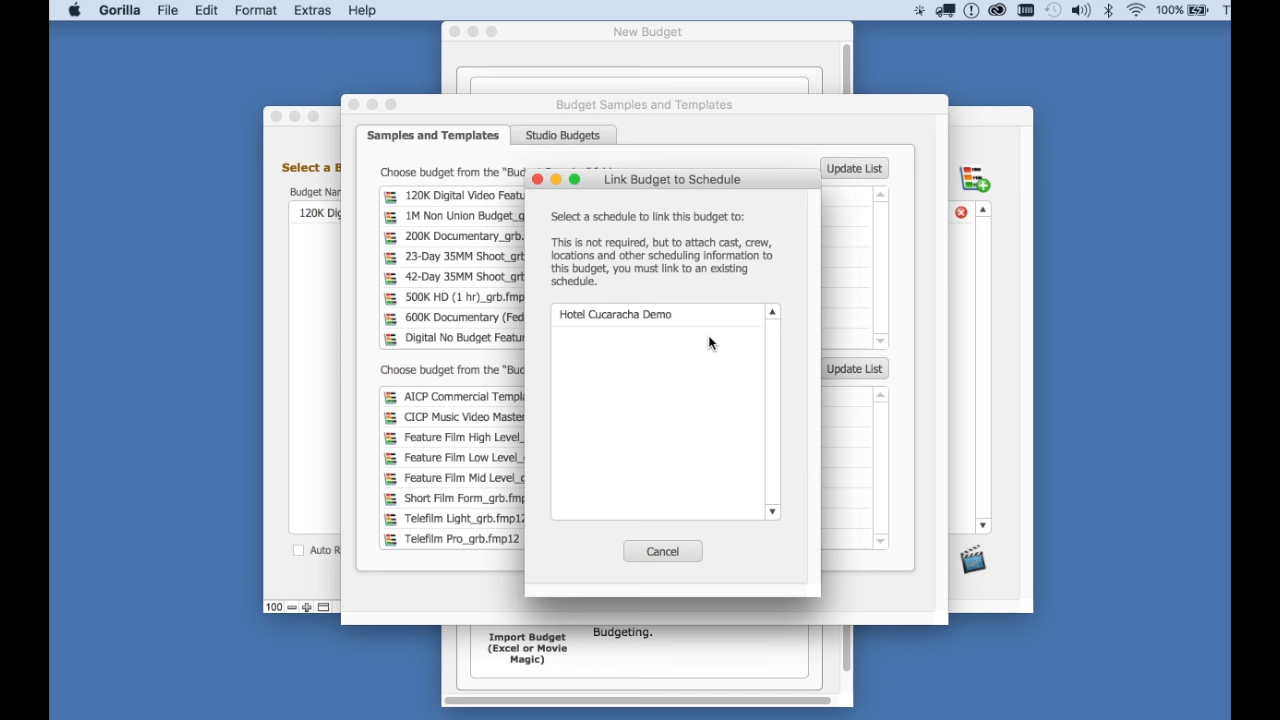 Gorilla File Edit Format Extras Help 100% T
New Budget
Budget Samples and Templates
Samples and Templates Studio Budgets
Select a B
Budget Nan
120K Dig
Auto R
100
Choose budget from the "Bud
Update List
120K Digital Video Featu
1M Non Union Budget_g
200K Documentary_grb.
23-Day 35MM Shoot_grt
42-Day 35MM Shoot_grt
500K HD (1 hr)_grb.fmp
600K Documentary (Fed
Digital No Budget Featur
Choose budget from the "Bud
Update List
AICP Commercial Templa
CICP Music Video Master
Feature Film High Level_
Feature Film Low Level_g
Feature Film Mid Level_g
Short Film Form_grb.fmp
Telefilm Light_grb.fmp12
Telefilm Pro_grb.fmp12
Link Budget to Schedule
Select a schedule to link this budget to:
This is not required, but to attach cast, crew,
locations and other scheduling information to
this budget, you must link to an existing
schedule.
Hotel Cucaracha Demo
Cancel
Import Budget
(Excel or Movie
Magic)
Budgeting.